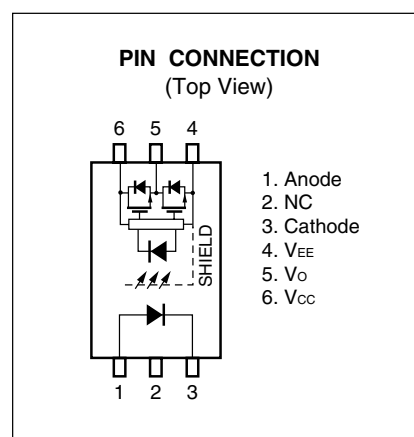 PIN CONNECTION
(Top View)
6 5 4
1. Anode
2. NC
3. Cathode
4. VEE
5. VO
6. VCC
SHIELD
1 2 3